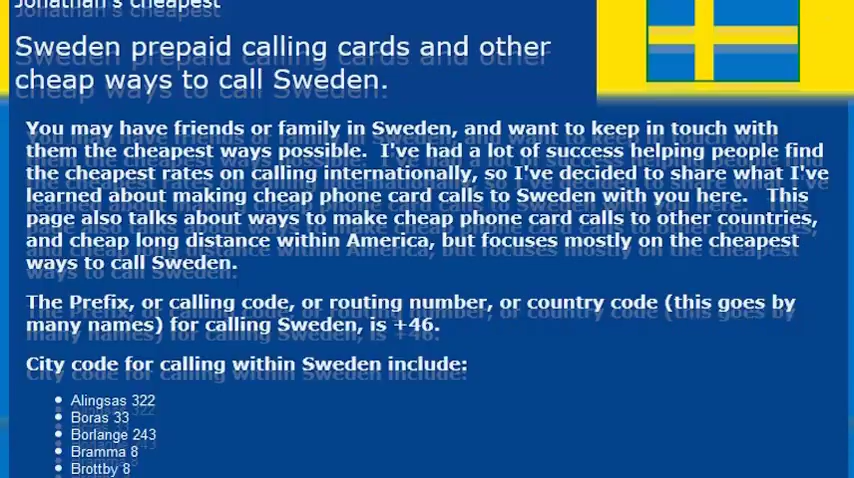 Jonathan's cheapest
Sweden prepaid calling cards and other
cheap ways to call Sweden.
You may have friends or family in Sweden, and want to keep in touch with
them the cheapest ways possible.  I've had a lot of success helping people find
the cheapest rates on calling internationally, so I've decided to share what I've
learned about making cheap phone card calls to Sweden with you here.   This
page also talks about ways to make cheap phone card calls to other countries,
and cheap long distance within America, but focuses mostly on the cheapest
ways to call Sweden.
The Prefix, or calling code, or routing number, or country code (this goes by
many names) for calling Sweden, is +46.
City code for calling within Sweden include:
• Alingsas 322
• Boras 33
• Borlange 243
• Bramma 8
• Brottby 8